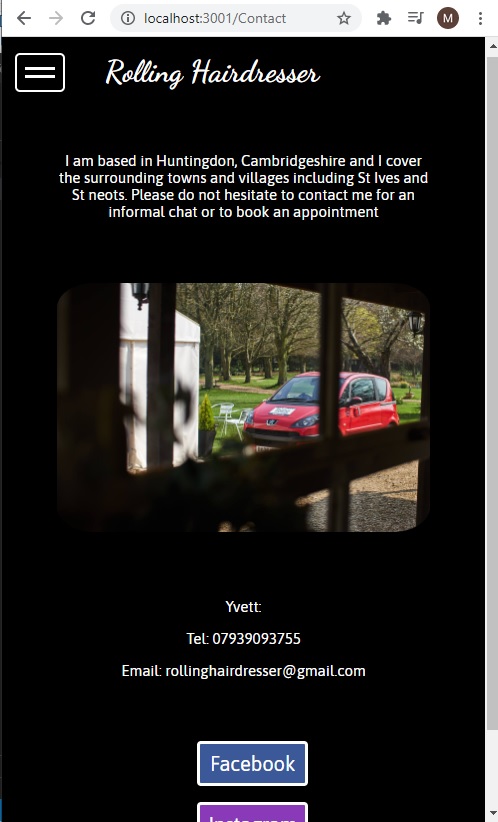 localhost:3001/Contact
M
Rolling Hairdresser
I am based in Huntingdon, Cambridgeshire and I cover
the surrounding towns and villages including St Ives and
St neots. Please do not hesitate to contact me for an
informal chat or to book an appointment
Yvett:
Tel: 07939093755
Email: rollinghairdresser@gmail.com
Facebook
Instagram